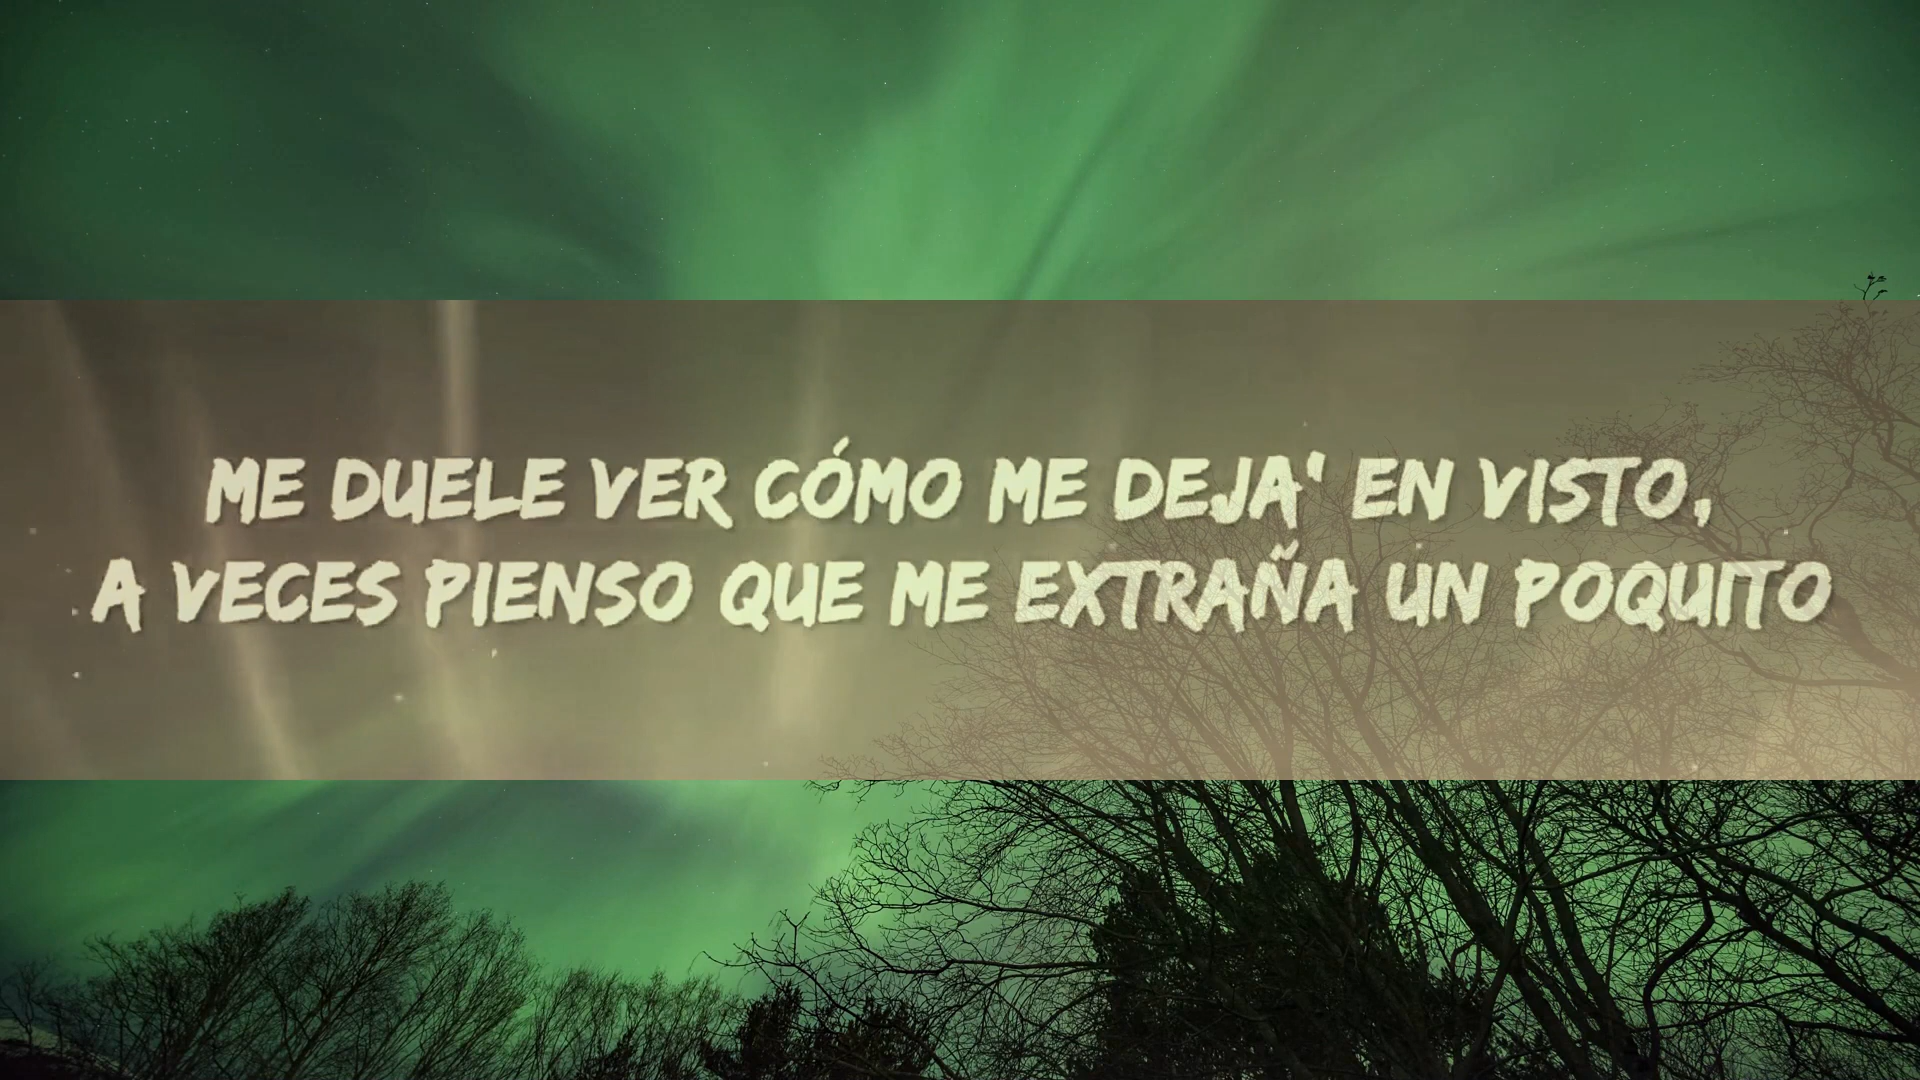 ME DUELE VER CÓMO ME DEJA' EN VISTO,
A VECES PIENSO QUE ME EXTRAÑA UN POQUITO